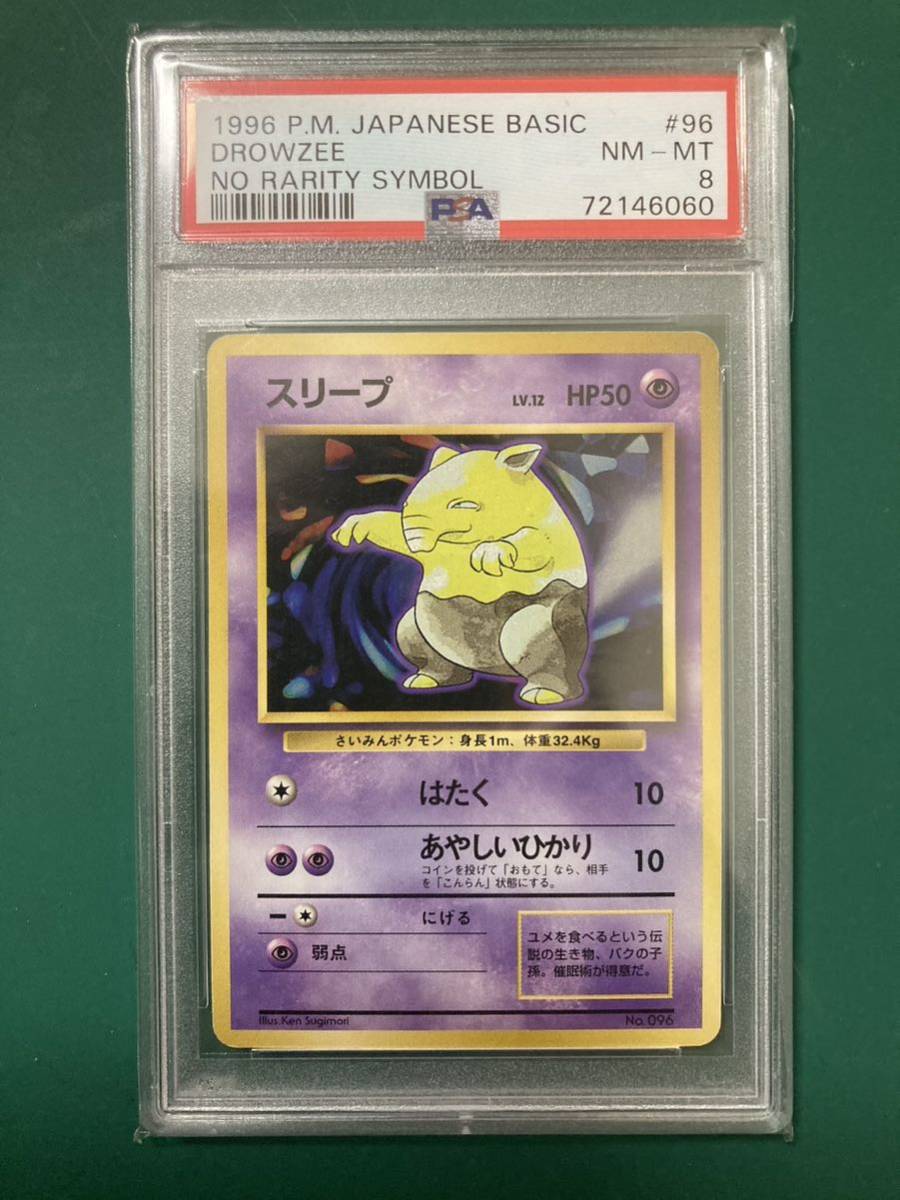 1996 P.M. JAPANESE BASIC #96
DROWZEE NM-MT
NO RARITY SYMBOL 8
PSA 72146060
スリープ LV.12 HP50
さいみんポケモン：身長1m、体重32.4Kg
はたく 10
あやしいひかり 10
コインを投げて「おもて」なら、相手
を「こんらん」状態にする。
ー にげる
弱点
ユメを食べるという伝
説の生き物、バクの子
孫。催眠術が得意だ。
Illus.Ken Sugimori No.096